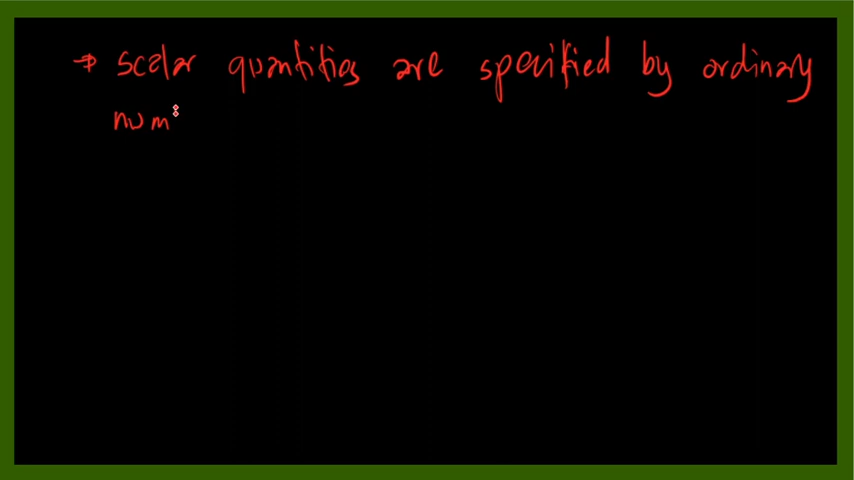 → scalar quantities are specified by ordinary
num